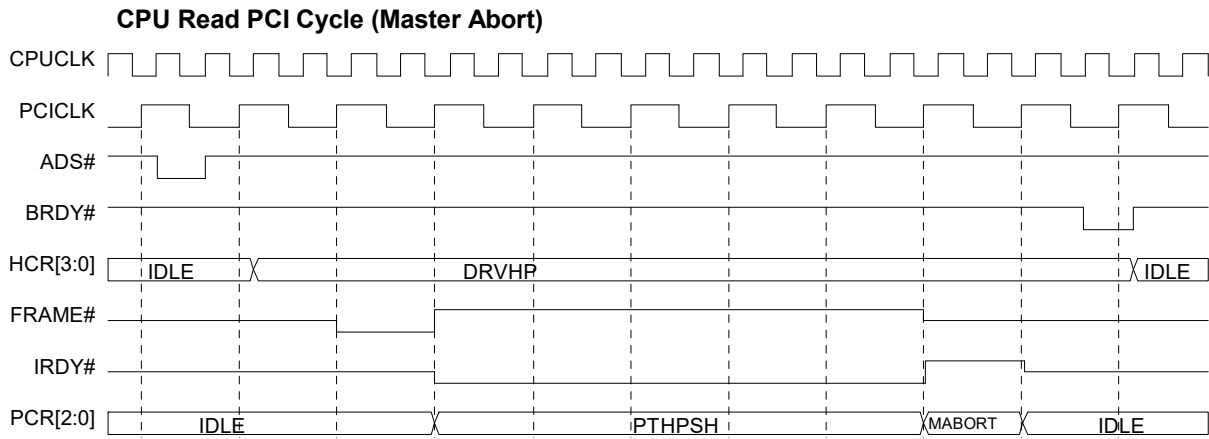 CPU Read PCI Cycle (Master Abort)
CPUCLK
PCICLK
ADS#
BRDY#
HCR[3:0] IDLE DRVHP IDLE
FRAME#
IRDY#
PCR[2:0] IDLE PTHPSH MABORT IDLE